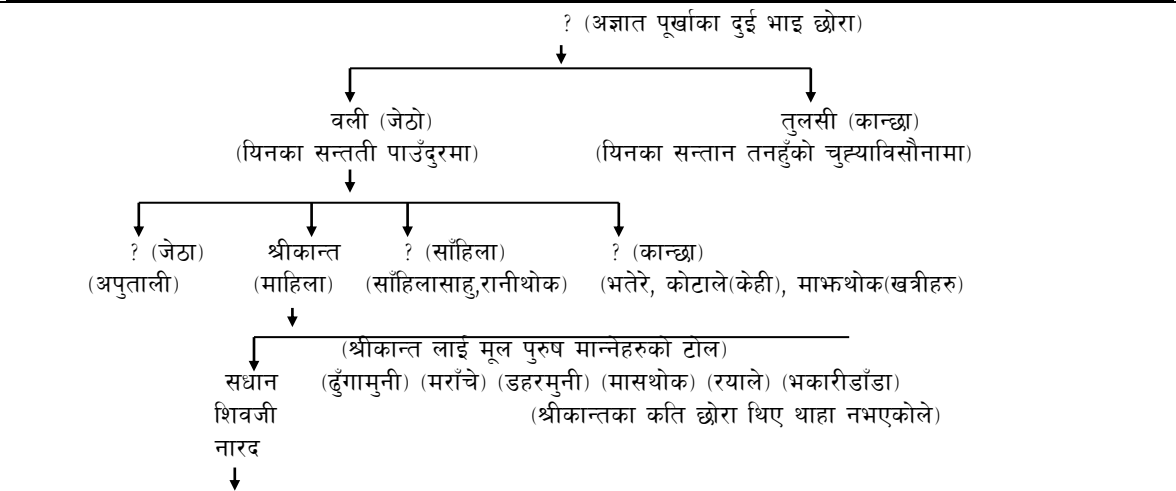 ? (अज्ञात पूर्खाका दुई भाइ छोरा)
वली (जेठो) तुलसी (कान्छा)
(यिनका सन्तती पाउँदुरमा) (यिनका सन्तान तनहुँको चुह्याविसौनामा)
? (जेठा) श्रीकान्त ? (साँहिला) ? (कान्छा)
(अपुताली) (माहिला) (साँहिलासाहु,रानीथोक) (भतेरे, कोटाले(केही), माझथोक(खत्रीहरु)
(श्रीकान्त लाई मूल पुरुष मान्नेहरुको टोल)
सधान (ढुँगामुनी) (मराँचे) (डहरमुनी) (मासथोक) (रयाले) (भकारीडाँडा)
शिवजी (श्रीकान्तका कति छोरा थिए थाहा नभएकोले)
नारद